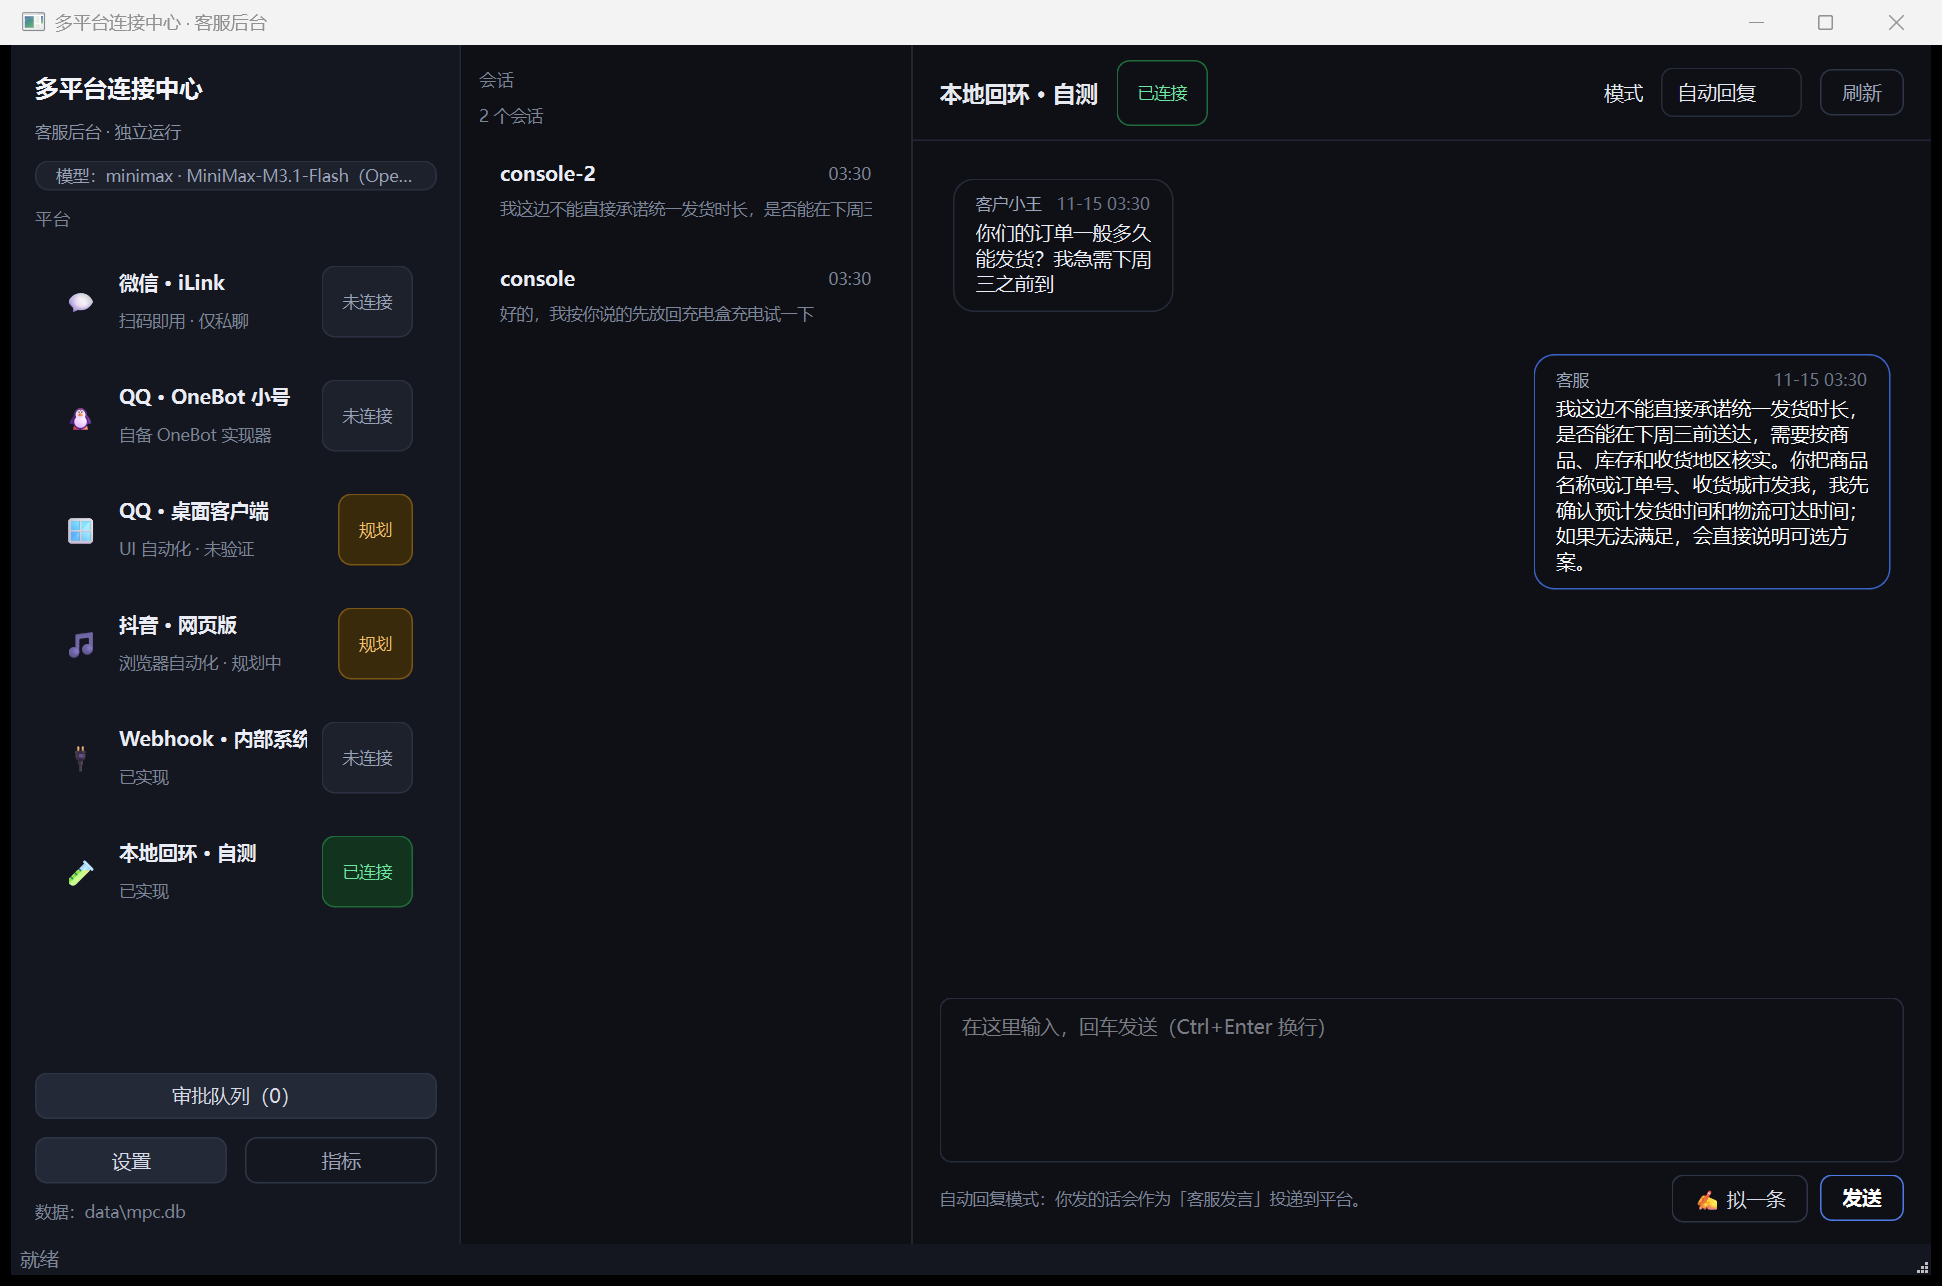 多平台连接中心 · 客服后台
多平台连接中心
客服后台 · 独立运行
模型：minimax · MiniMax-M3.1-Flash（Ope...
平台
微信 • iLink
扫码即用 · 仅私聊
未连接
QQ • OneBot 小号
自备 OneBot 实现器
未连接
QQ • 桌面客户端
UI 自动化 · 未验证
规划
抖音 • 网页版
浏览器自动化 · 规划中
规划
Webhook • 内部系统
已实现
未连接
本地回环 • 自测
已实现
已连接
审批队列（0）
设置
指标
数据：data\mpc.db
就绪
会话
2 个会话
console-2
03:30
我这边不能直接承诺统一发货时长，是否能在下周三
console
03:30
好的，我按你说的先放回充电盒充电试一下
本地回环 • 自测
已连接
模式
自动回复
刷新
客户小王 11-15 03:30
你们的订单一般多久
能发货？我急需下周
三之前到
客服 11-15 03:30
我这边不能直接承诺统一发货时长，
是否能在下周三前送达，需要按商
品、库存和收货地区核实。你把商品
名称或订单号、收货城市发我，我先
确认预计发货时间和物流可达时间；
如果无法满足，会直接说明可选方
案。
在这里输入，回车发送（Ctrl+Enter 换行）
自动回复模式：你发的话会作为「客服发言」投递到平台。
✍ 拟一条
发送